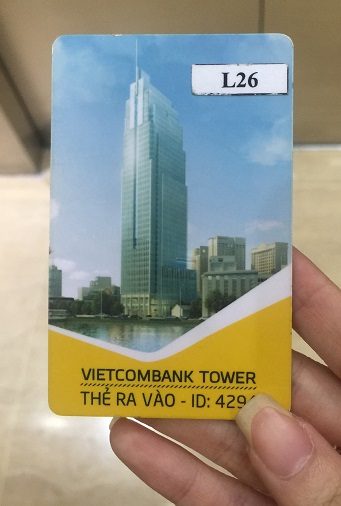 L26
VIETCOMBANK TOWER
THẺ RA VÀO - ID: 429